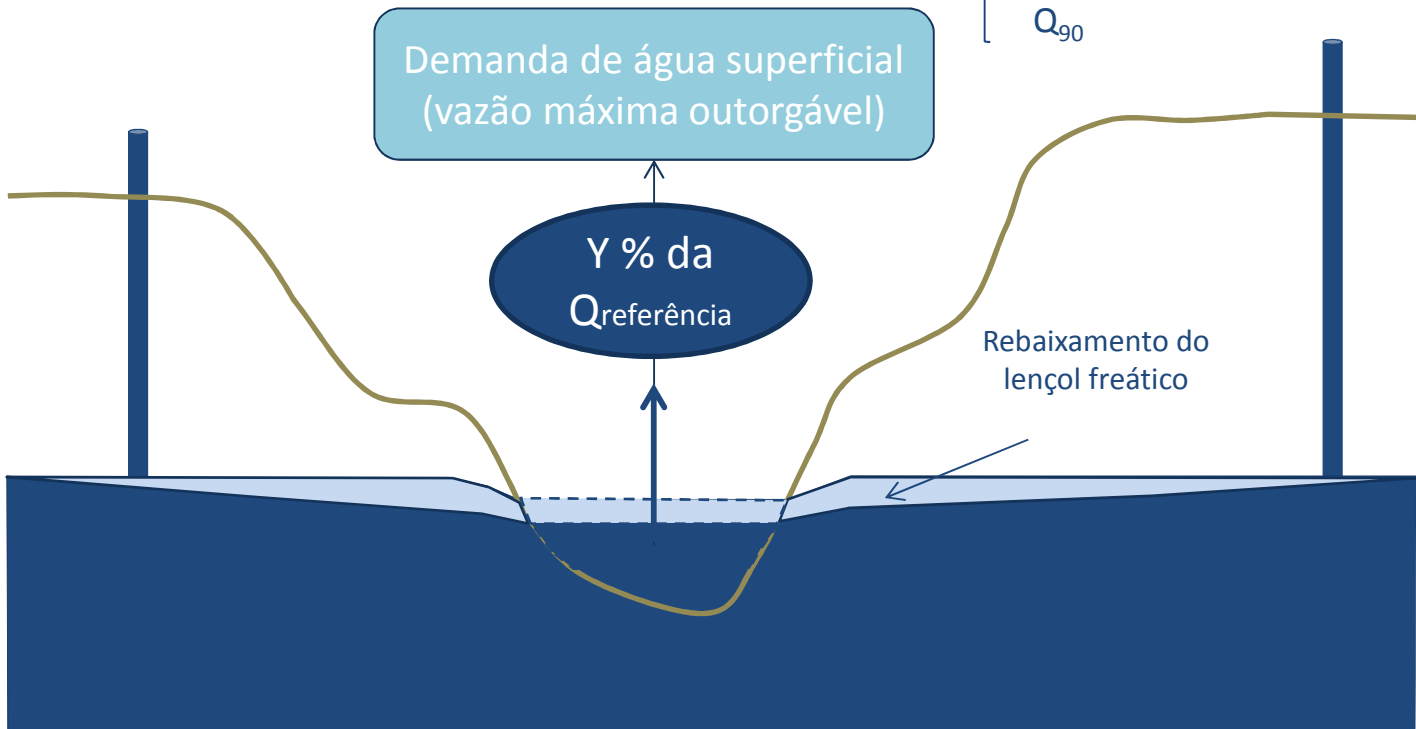 Q90
Demanda de água superficial
(vazão máxima outorgável)
Y % da
Qreferência
Rebaixamento do
lençol freático